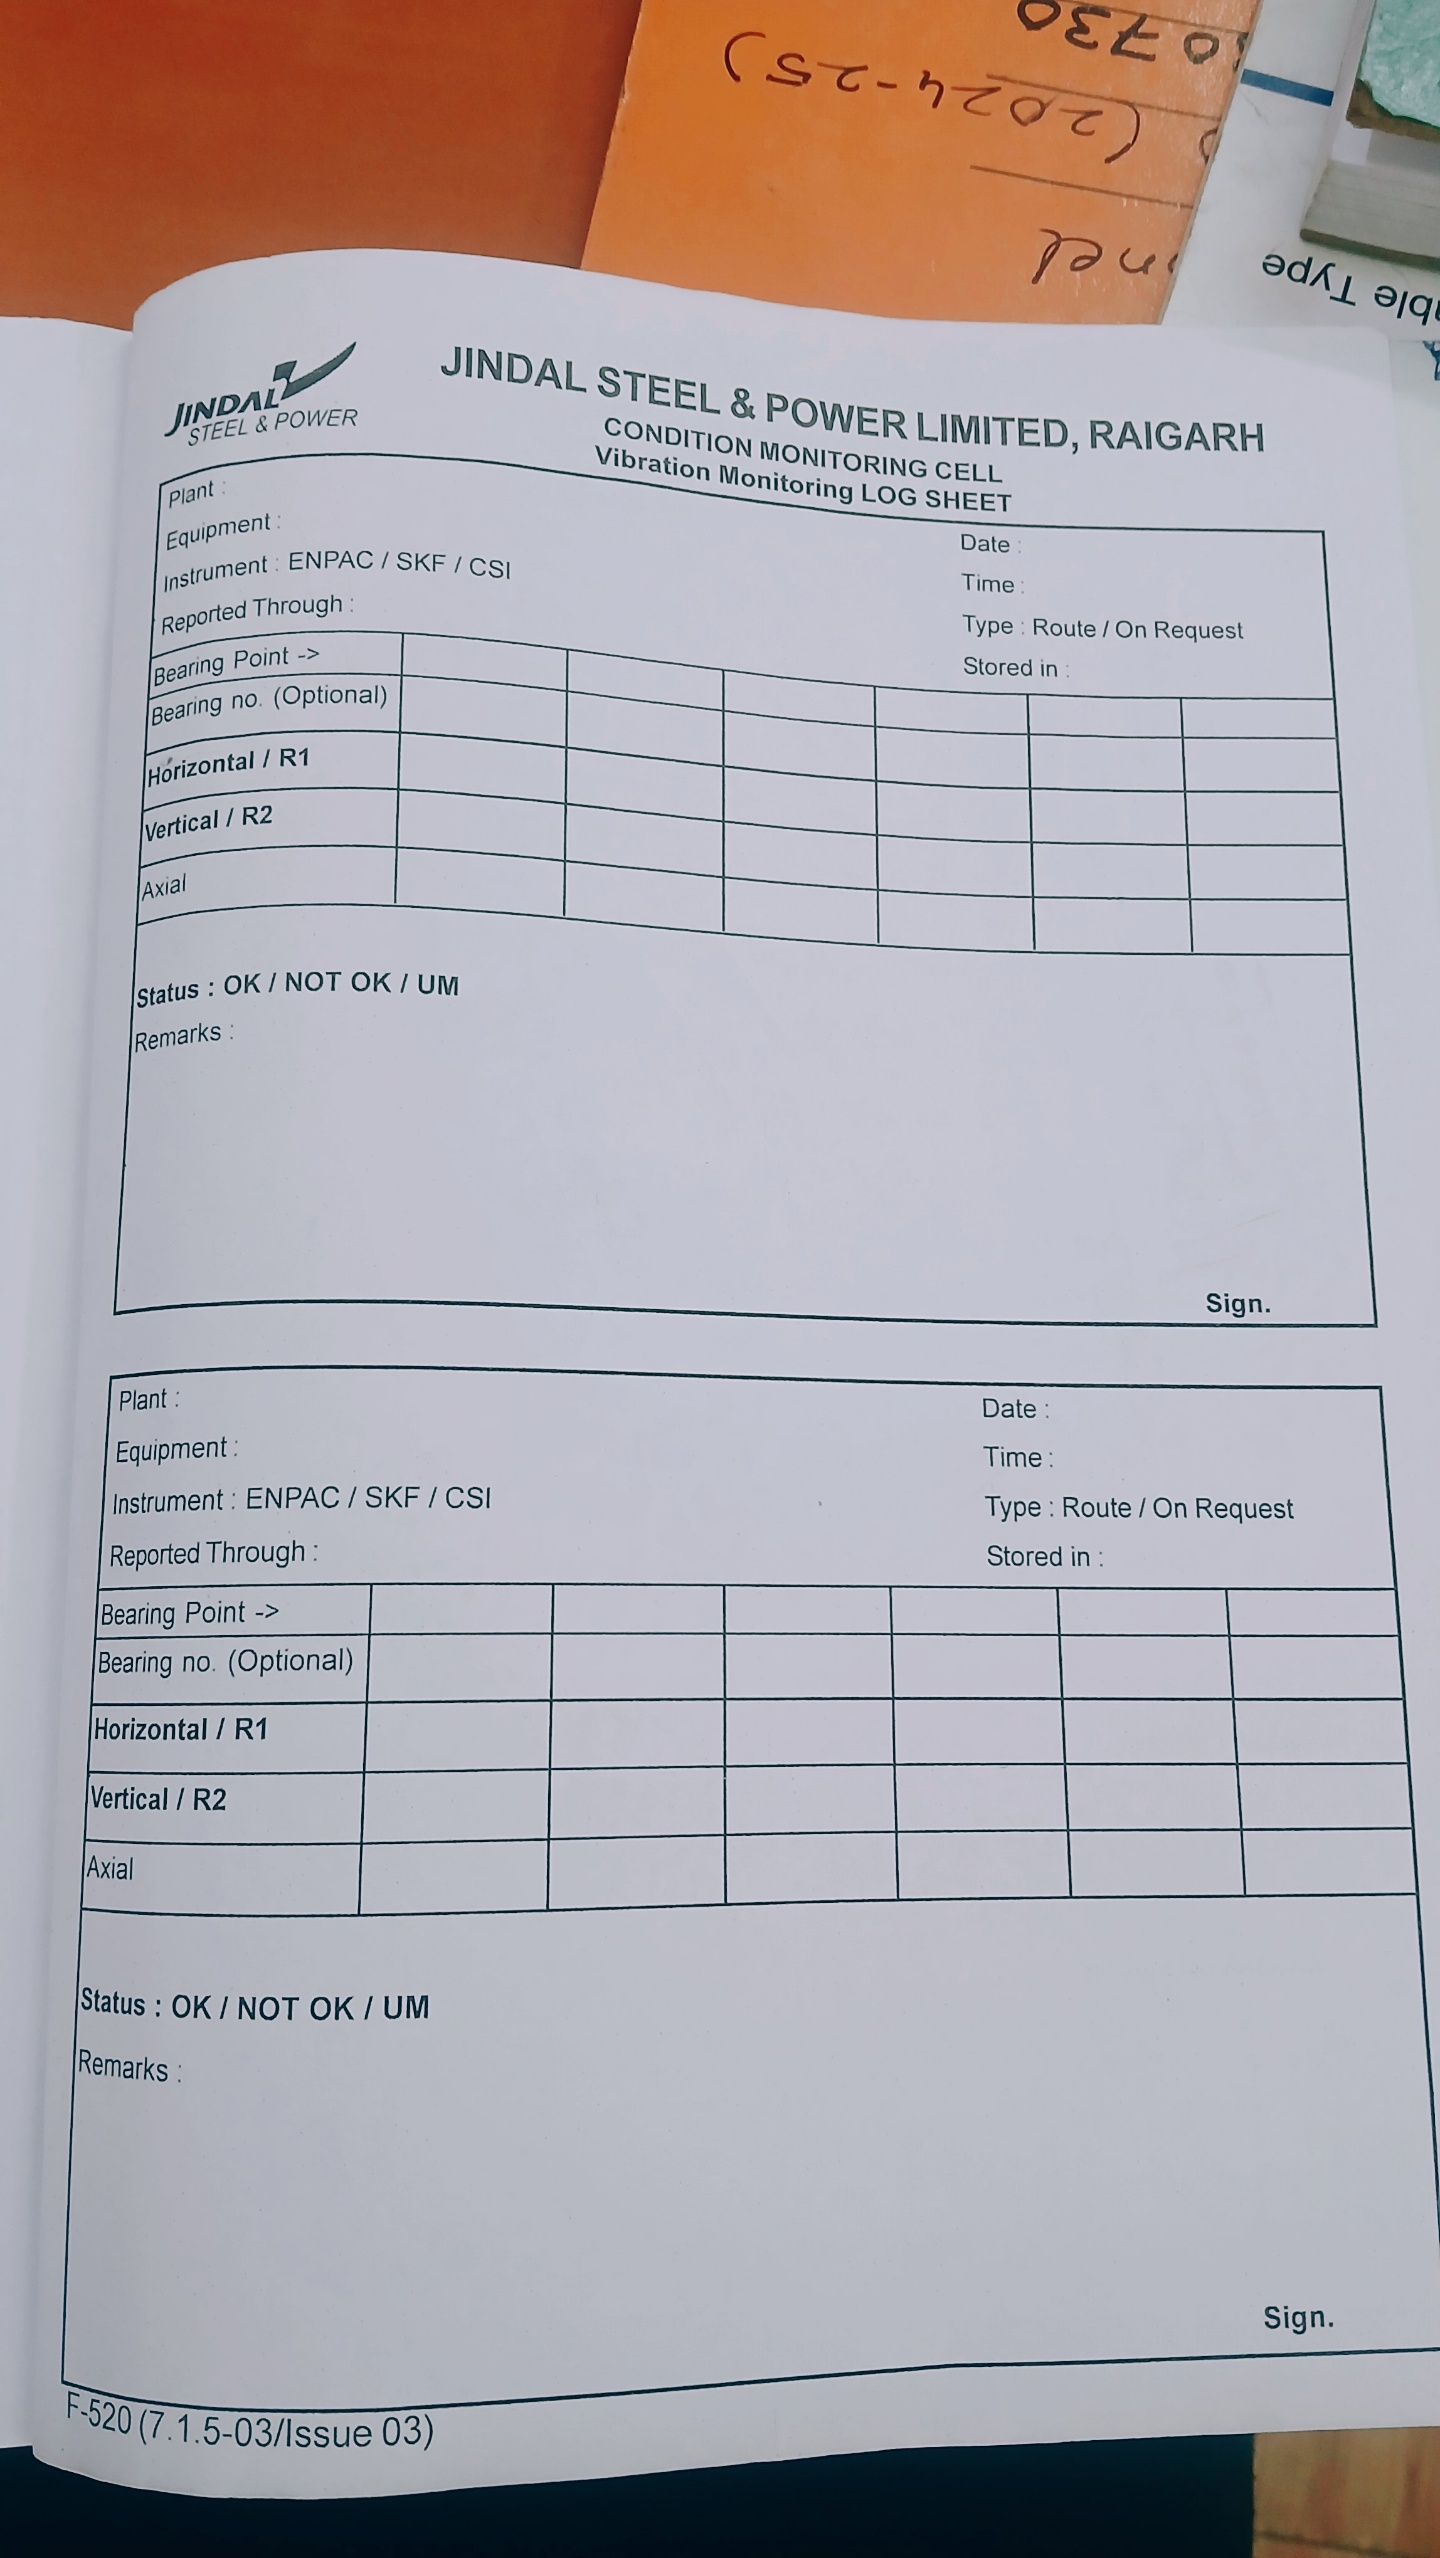 0730
(2024-25)
nel
ble Type
JINDAL
STEEL & POWER
JINDAL STEEL & POWER LIMITED, RAIGARH
CONDITION MONITORING CELL
Vibration Monitoring LOG SHEET
Plant :
Equipment :
Instrument : ENPAC / SKF / CSI
Reported Through :
Date :
Time :
Type : Route / On Request
Stored in :
Bearing Point ->
Bearing no. (Optional)
Horizontal / R1
Vertical / R2
Axial
Status : OK / NOT OK / UM
Remarks :
Sign.
Plant :
Equipment :
Instrument : ENPAC / SKF / CSI
Reported Through :
Date :
Time :
Type : Route / On Request
Stored in :
Bearing Point ->
Bearing no. (Optional)
Horizontal / R1
Vertical / R2
Axial
Status : OK / NOT OK / UM
Remarks :
Sign.
F-520 (7.1.5-03/Issue 03)